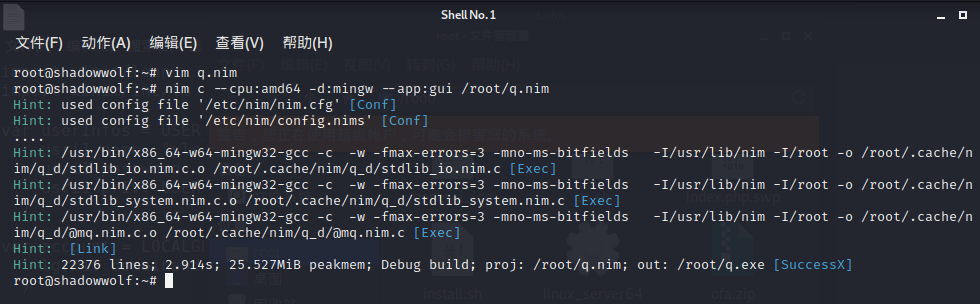 Shell No. 1
文件(F) 动作(A) 编辑(E) 查看(V) 帮助(H)
root@shadowwolf:~# vim q.nim
root@shadowwolf:~# nim c --cpu:amd64 -d:mingw --app:gui /root/q.nim
Hint: used config file '/etc/nim/nim.cfg' [Conf]
Hint: used config file '/etc/nim/config.nims' [Conf]
....
Hint: /usr/bin/x86_64-w64-mingw32-gcc -c  -w -fmax-errors=3 -mno-ms-bitfields   -I/usr/lib/nim -I/root -o /root/.cache/n
im/q_d/stdlib_io.nim.c.o /root/.cache/nim/q_d/stdlib_io.nim.c [Exec]
Hint: /usr/bin/x86_64-w64-mingw32-gcc -c  -w -fmax-errors=3 -mno-ms-bitfields   -I/usr/lib/nim -I/root -o /root/.cache/n
im/q_d/stdlib_system.nim.c.o /root/.cache/nim/q_d/stdlib_system.nim.c [Exec]
Hint: /usr/bin/x86_64-w64-mingw32-gcc -c  -w -fmax-errors=3 -mno-ms-bitfields   -I/usr/lib/nim -I/root -o /root/.cache/n
im/q_d/@mq.nim.c.o /root/.cache/nim/q_d/@mq.nim.c [Exec]
Hint:  [Link]
Hint: 22376 lines; 2.914s; 25.527MiB peakmem; Debug build; proj: /root/q.nim; out: /root/q.exe [SuccessX]
root@shadowwolf:~#
install.sh linux_server64 pfa.zip